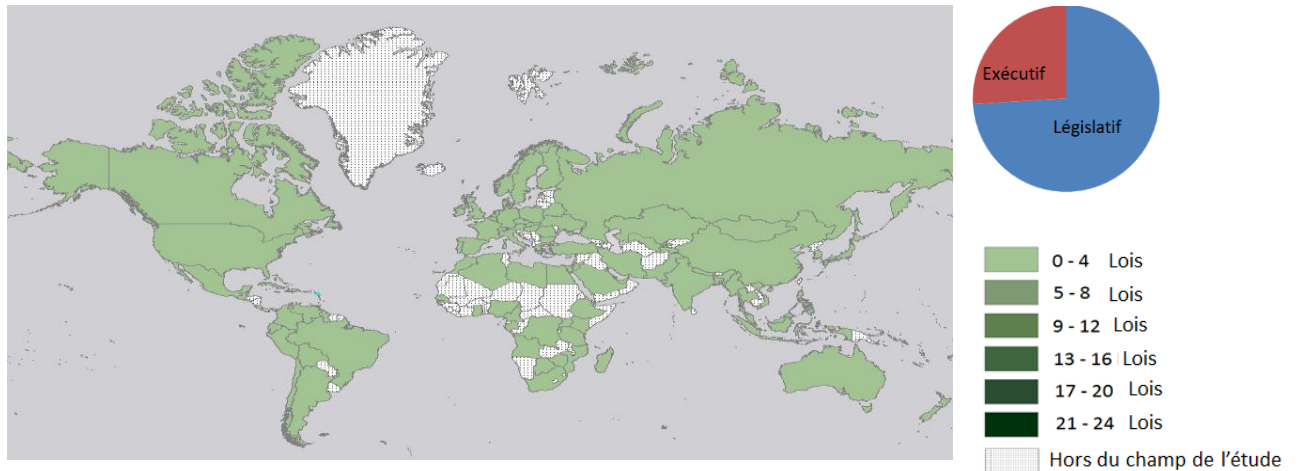 Exécutif
Législatif
0 - 4 Lois
5 - 8 Lois
9 - 12 Lois
13 - 16 Lois
17 - 20 Lois
21 - 24 Lois
Hors du champ de l'étude